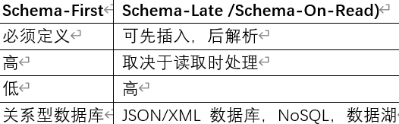 Schema-First Schema-Late /Schema-On-Read)
必须定义 可先插入，后解析
高 取决于读取时处理
低 高
关系型数据库 JSON/XML 数据库，NoSQL，数据湖